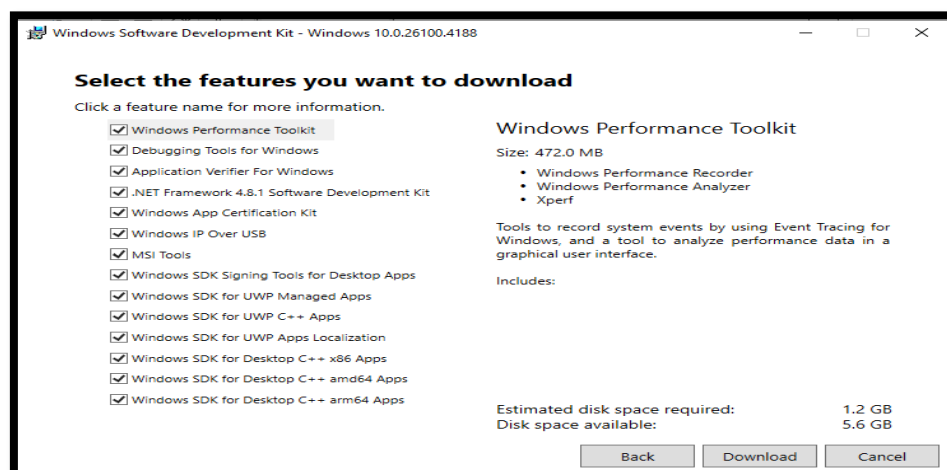 Windows Software Development Kit - Windows 10.0.26100.4188
Select the features you want to download
Click a feature name for more information.
Windows Performance Toolkit
Debugging Tools for Windows
Application Verifier For Windows
.NET Framework 4.8.1 Software Development Kit
Windows App Certification Kit
Windows IP Over USB
MSI Tools
Windows SDK Signing Tools for Desktop Apps
Windows SDK for UWP Managed Apps
Windows SDK for UWP C++ Apps
Windows SDK for UWP Apps Localization
Windows SDK for Desktop C++ x86 Apps
Windows SDK for Desktop C++ amd64 Apps
Windows SDK for Desktop C++ arm64 Apps
Windows Performance Toolkit
Size: 472.0 MB
• Windows Performance Recorder
• Windows Performance Analyzer
• Xperf
Tools to record system events by using Event Tracing for
Windows, and a tool to analyze performance data in a
graphical user interface.
Includes:
Estimated disk space required: 1.2 GB
Disk space available: 5.6 GB
Back Download Cancel